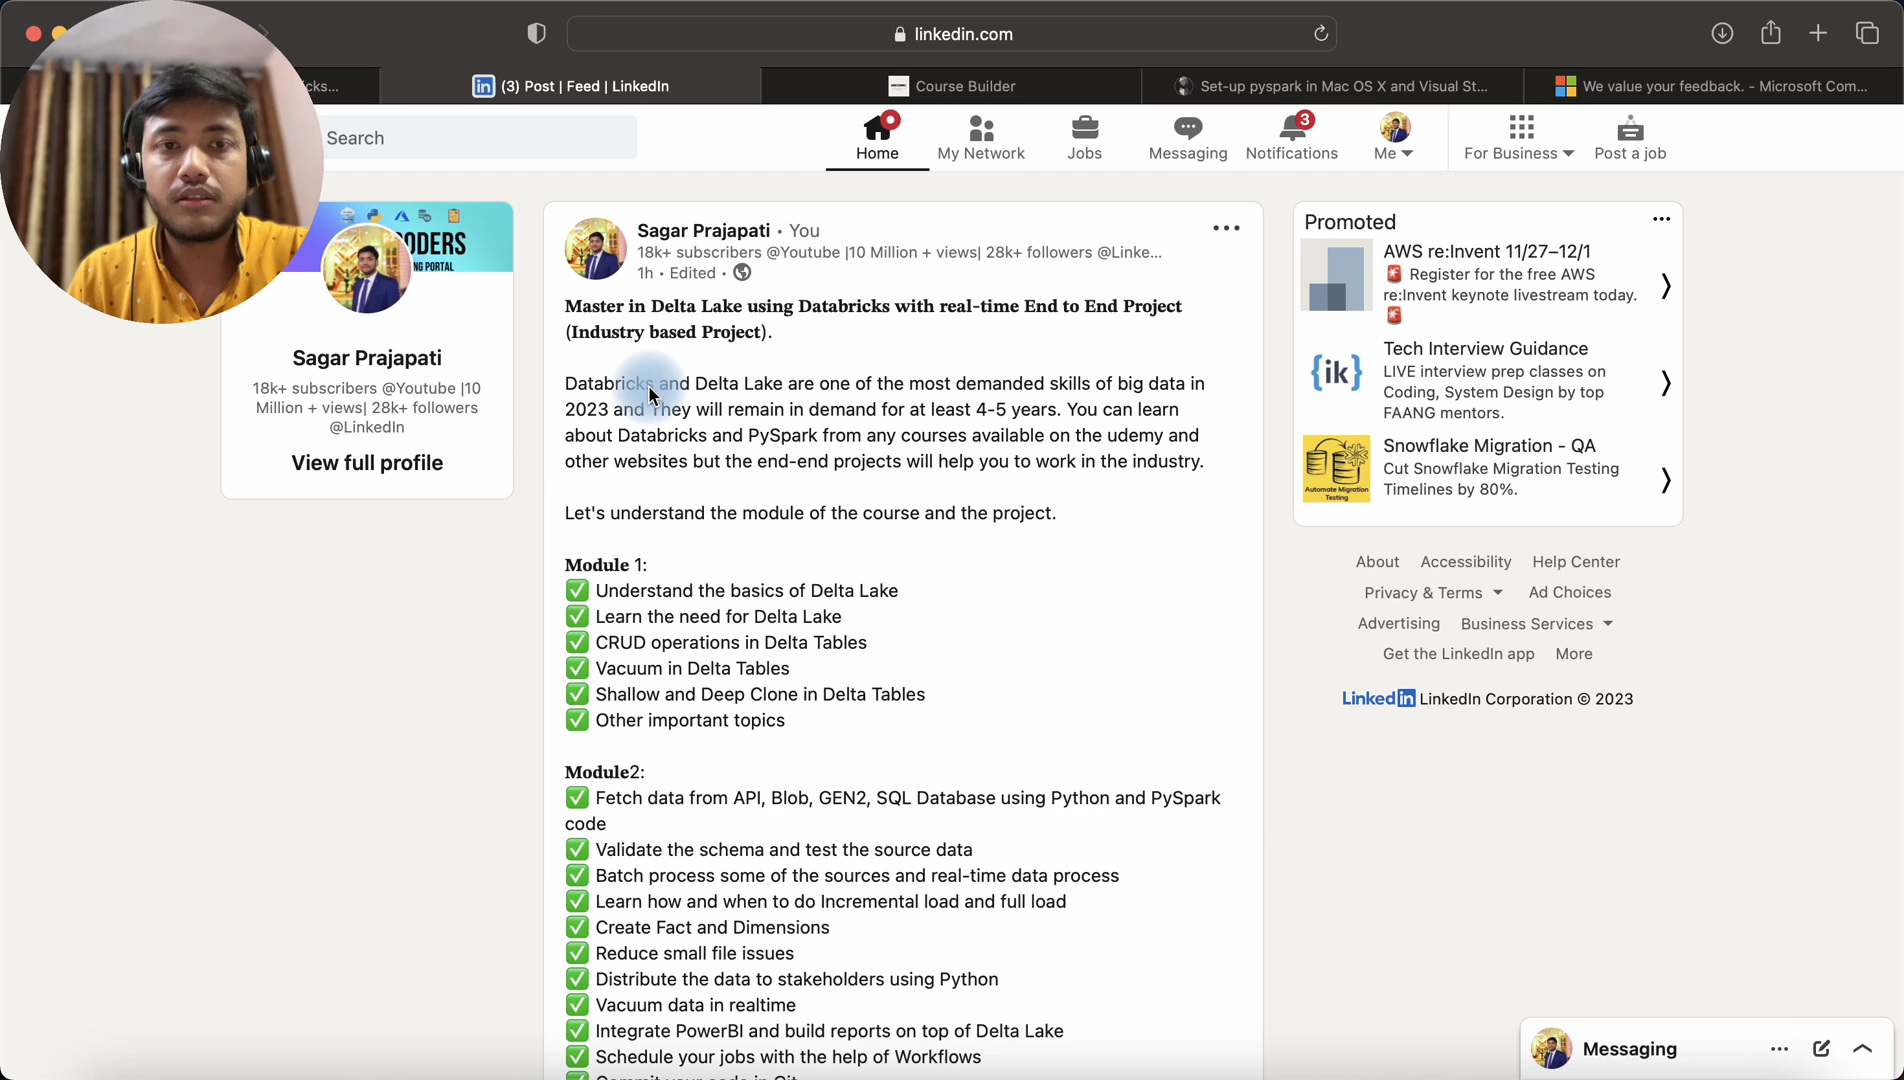 linkedin.com
cks...
(3) Post | Feed | LinkedIn
Course Builder
Set-up pyspark in Mac OS X and Visual St...
We value your feedback. - Microsoft Com...
Search
Home
My Network
Jobs
Messaging
3
Notifications
Me
For Business
Post a job
ODERS
NG PORTAL
Sagar Prajapati
18k+ subscribers @Youtube |10
Million + views| 28k+ followers
@LinkedIn
View full profile
Sagar Prajapati • You
18k+ subscribers @Youtube |10 Million + views| 28k+ followers @Linke...
1h • Edited •
Master in Delta Lake using Databricks with real-time End to End Project
(Industry based Project).
Databricks and Delta Lake are one of the most demanded skills of big data in
2023 and They will remain in demand for at least 4-5 years. You can learn
about Databricks and PySpark from any courses available on the udemy and
other websites but the end-end projects will help you to work in the industry.
Let's understand the module of the course and the project.
Module 1:
✅ Understand the basics of Delta Lake
✅ Learn the need for Delta Lake
✅ CRUD operations in Delta Tables
✅ Vacuum in Delta Tables
✅ Shallow and Deep Clone in Delta Tables
✅ Other important topics
Module2:
✅ Fetch data from API, Blob, GEN2, SQL Database using Python and PySpark
code
✅ Validate the schema and test the source data
✅ Batch process some of the sources and real-time data process
✅ Learn how and when to do Incremental load and full load
✅ Create Fact and Dimensions
✅ Reduce small file issues
✅ Distribute the data to stakeholders using Python
✅ Vacuum data in realtime
✅ Integrate PowerBI and build reports on top of Delta Lake
✅ Schedule your jobs with the help of Workflows
Promoted
AWS re:Invent 11/27–12/1
🚨 Register for the free AWS
re:Invent keynote livestream today.
🚨
{ik}
Tech Interview Guidance
LIVE interview prep classes on
Coding, System Design by top
FAANG mentors.
Automate Migration
Testing
Snowflake Migration - QA
Cut Snowflake Migration Testing
Timelines by 80%.
About Accessibility Help Center
Privacy & Terms Ad Choices
Advertising Business Services
Get the LinkedIn app More
Linkedin LinkedIn Corporation © 2023
Messaging